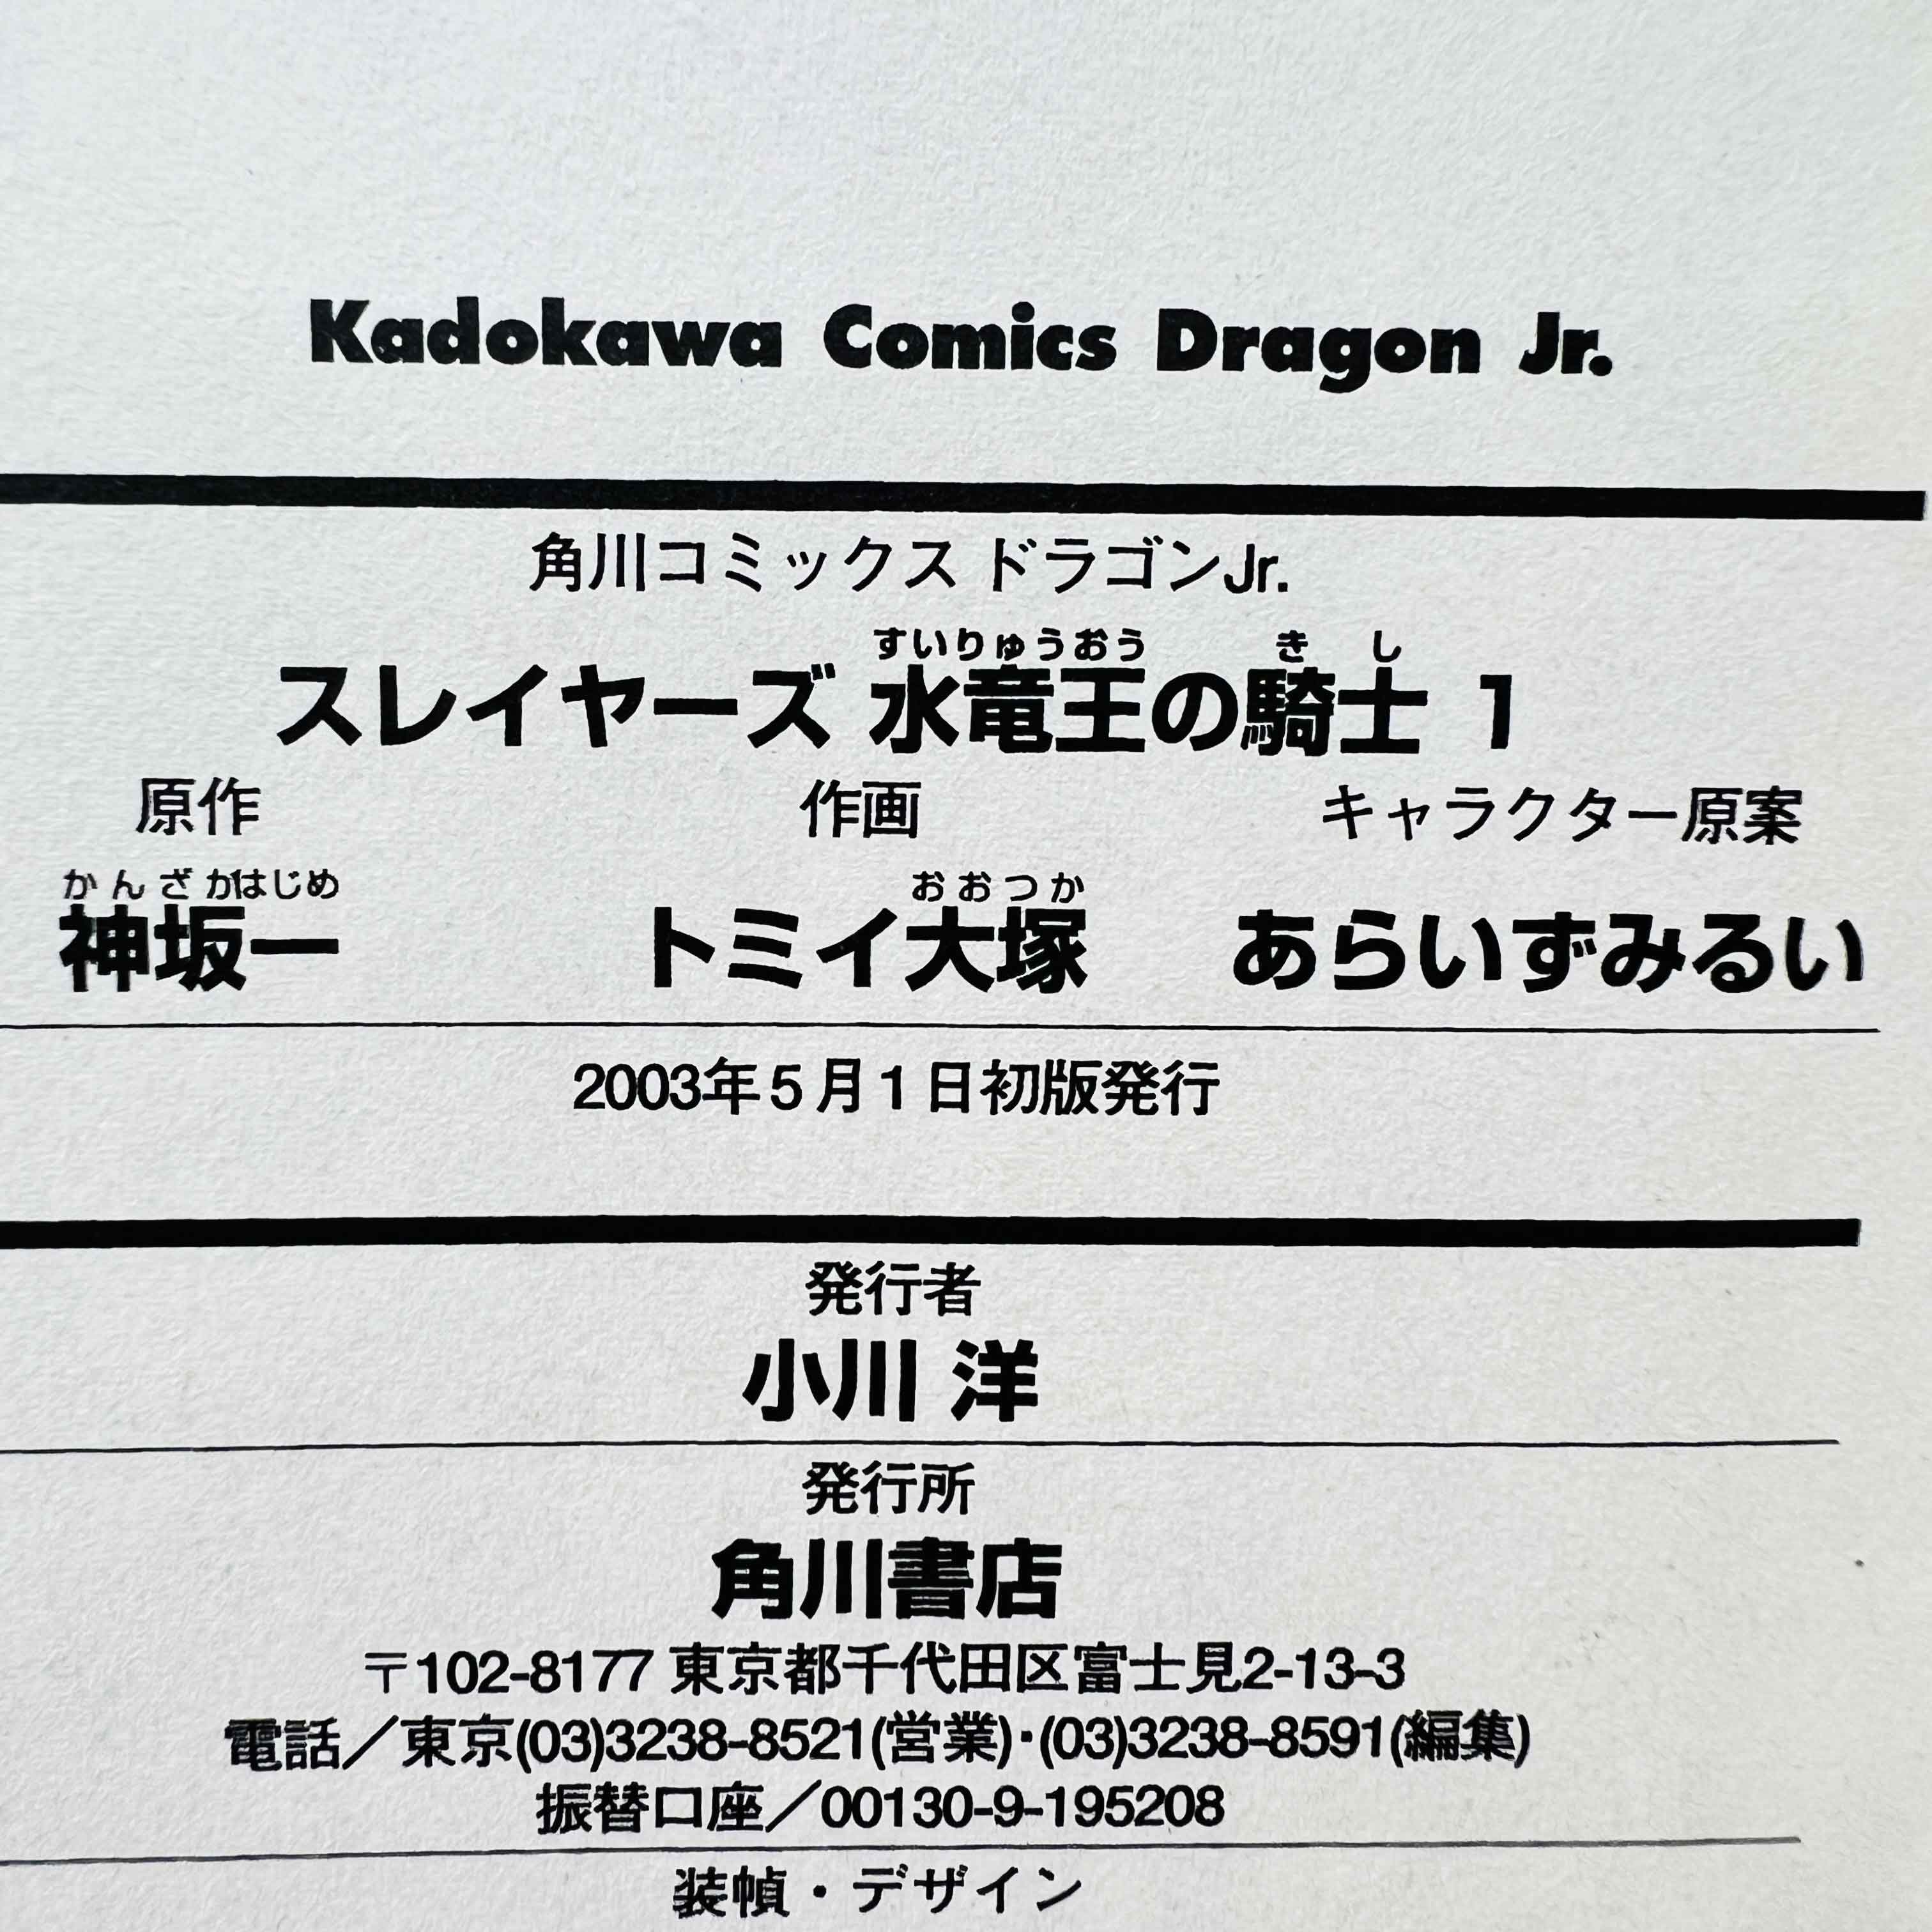 Kadokawa Comics Dragon Jr.
角川コミックス ドラゴンJr.
すいりゅうおう きし
スレイヤーズ 水竜王の騎士 1
原作 作画 キャラクター原案
かんざかはじめ おおつか
神坂一 トミイ大塚 あらいずみるい
2003年5月1日初版発行
発行者
小川 洋
発行所
角川書店
〒102-8177 東京都千代田区富士見2-13-3
電話／東京(03)3238-8521(営業)・(03)3238-8591(編集)
振替口座／00130-9-195208
装幀・デザイン